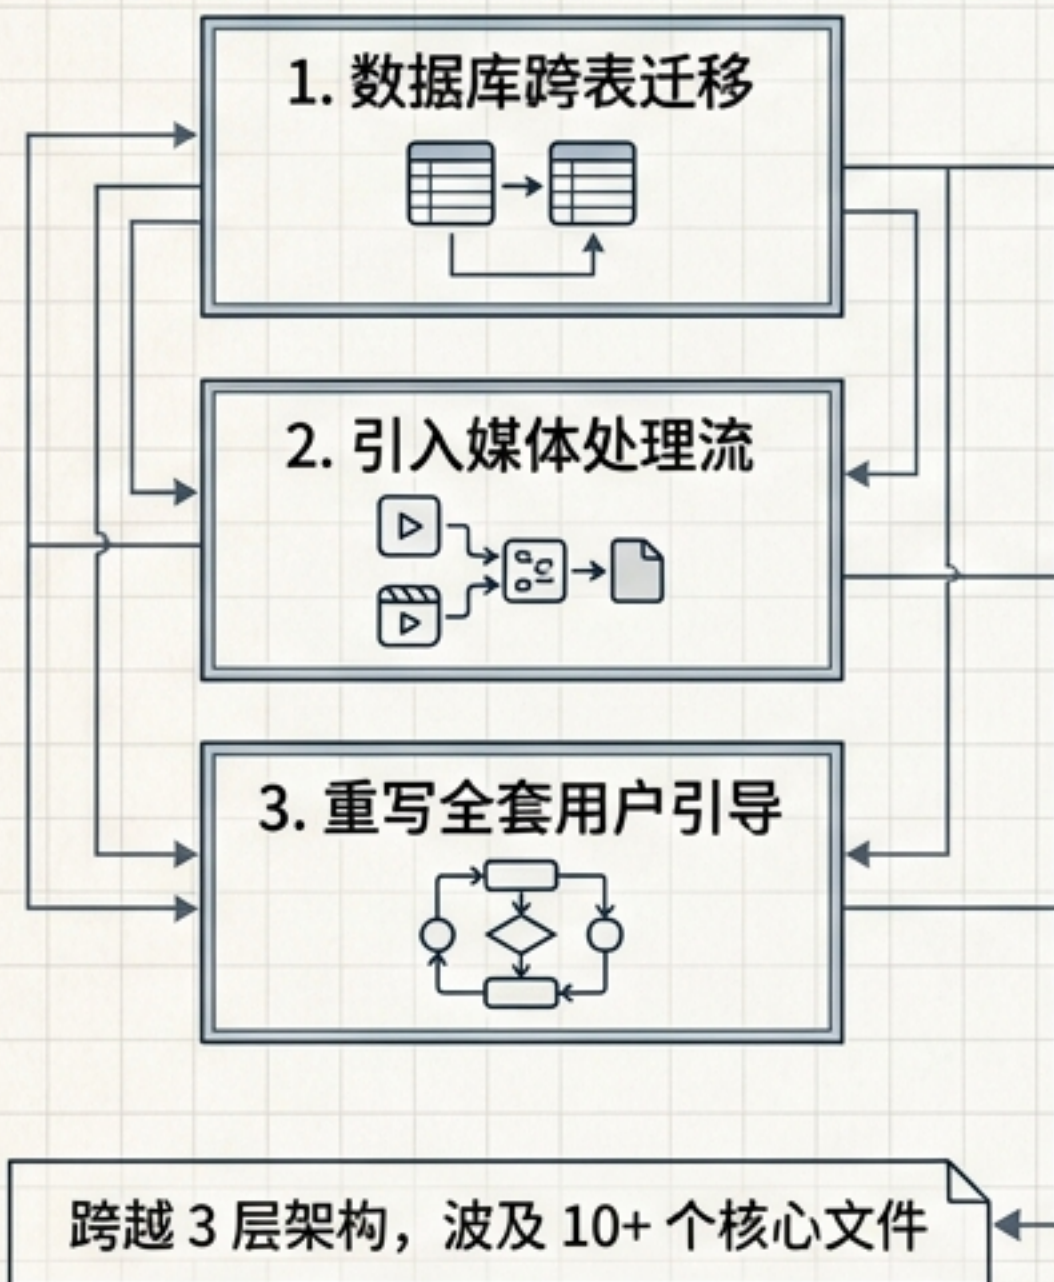 1. 数据库跨表迁移
2. 引入媒体处理流
3. 重写全套用户引导
跨越 3 层架构，波及 10+ 个核心文件